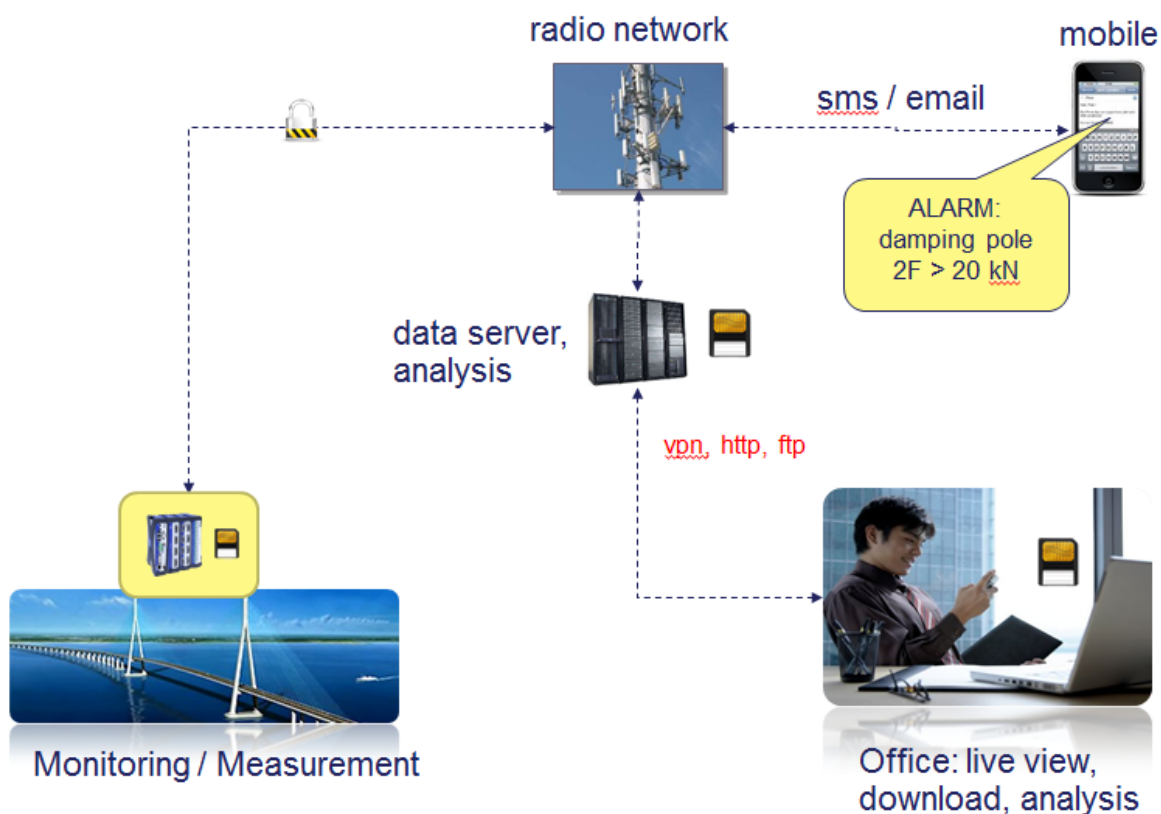 radio network
mobile
sms / email
ALARM:
damping pole
2F > 20 kN
data server,
analysis
vpn, http, ftp
Monitoring / Measurement
Office: live view,
download, analysis